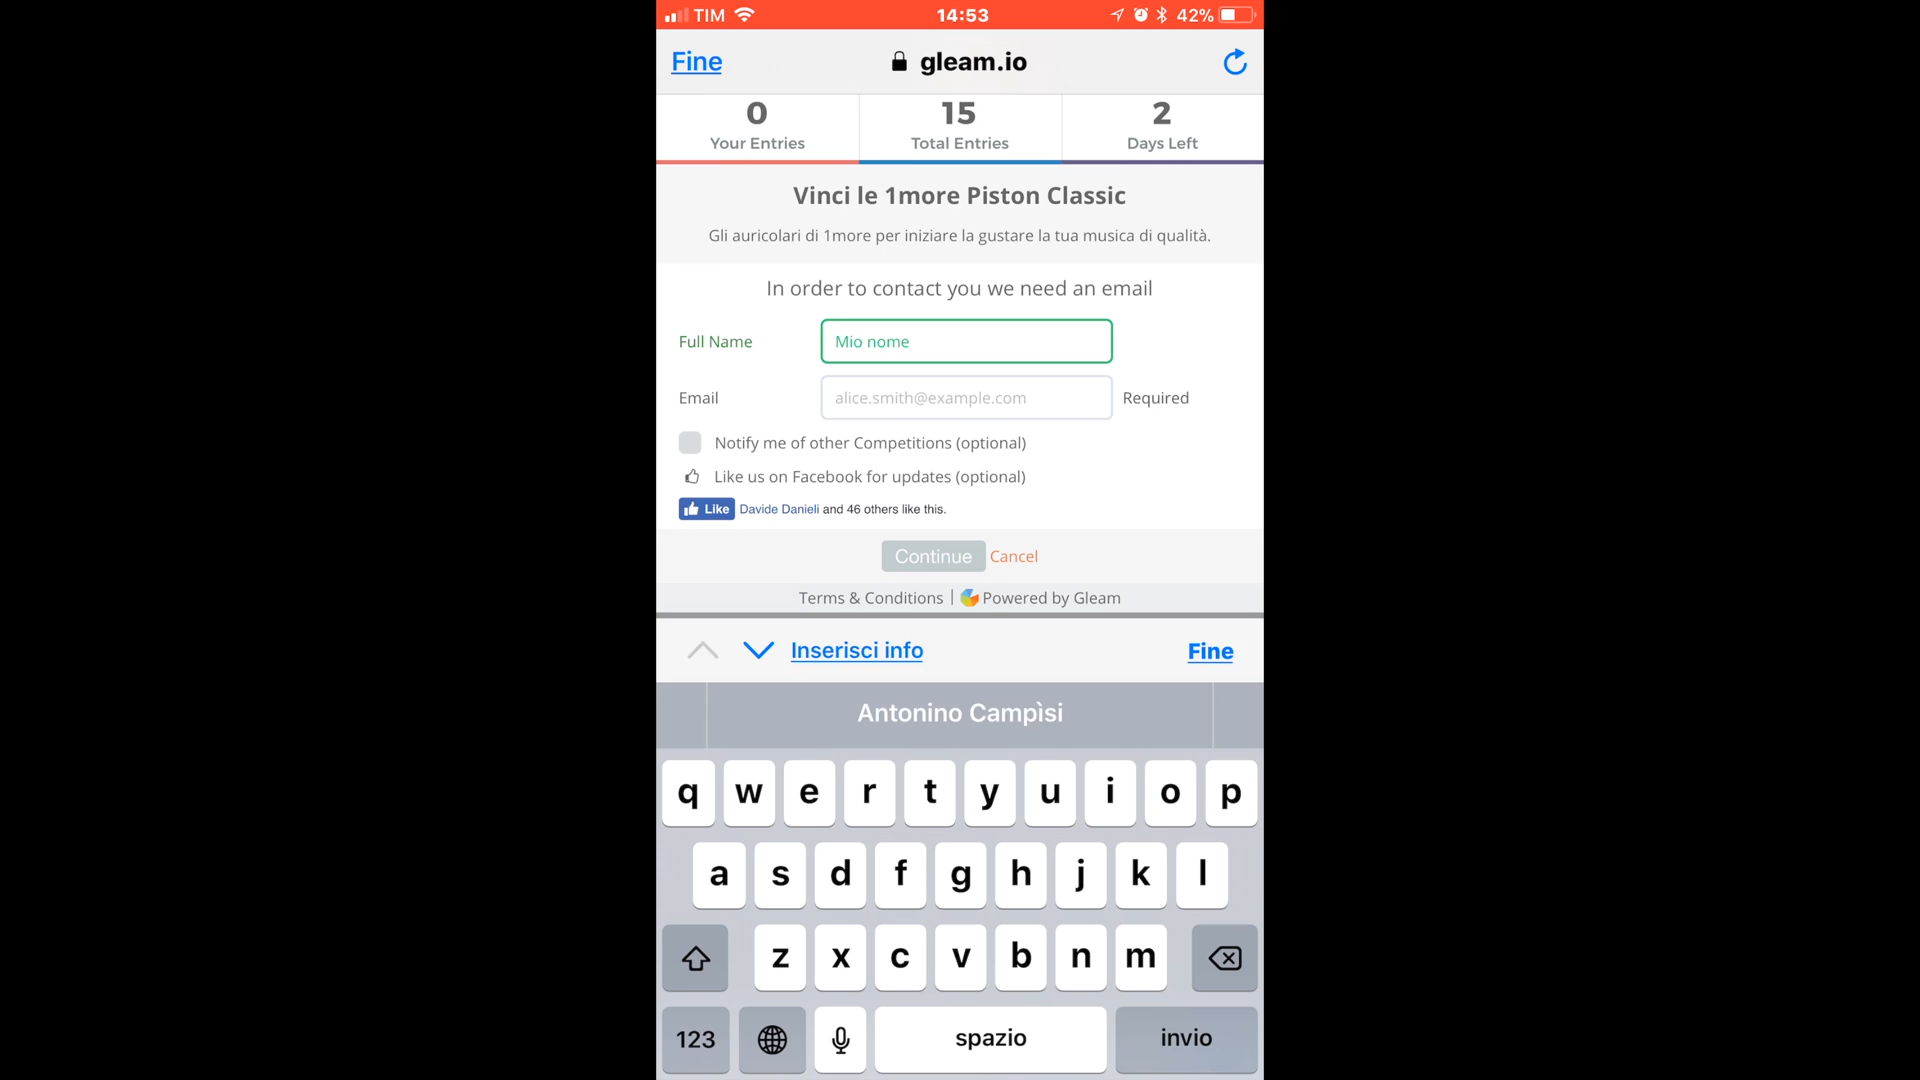 TIM 14:53 42%
Fine gleam.io
0 15 2
Your Entries Total Entries Days Left
Vinci le 1more Piston Classic
Gli auricolari di 1more per iniziare la gustare la tua musica di qualità.
In order to contact you we need an email
Full Name Mio nome
Email alice.smith@example.com Required
Notify me of other Competitions (optional)
Like us on Facebook for updates (optional)
Like Davide Danieli and 46 others like this.
Continue Cancel
Terms & Conditions | Powered by Gleam
Inserisci info Fine
Antonino Campìsi
q w e r t y u i o p
a s d f g h j k l
z x c v b n m
123 spazio invio